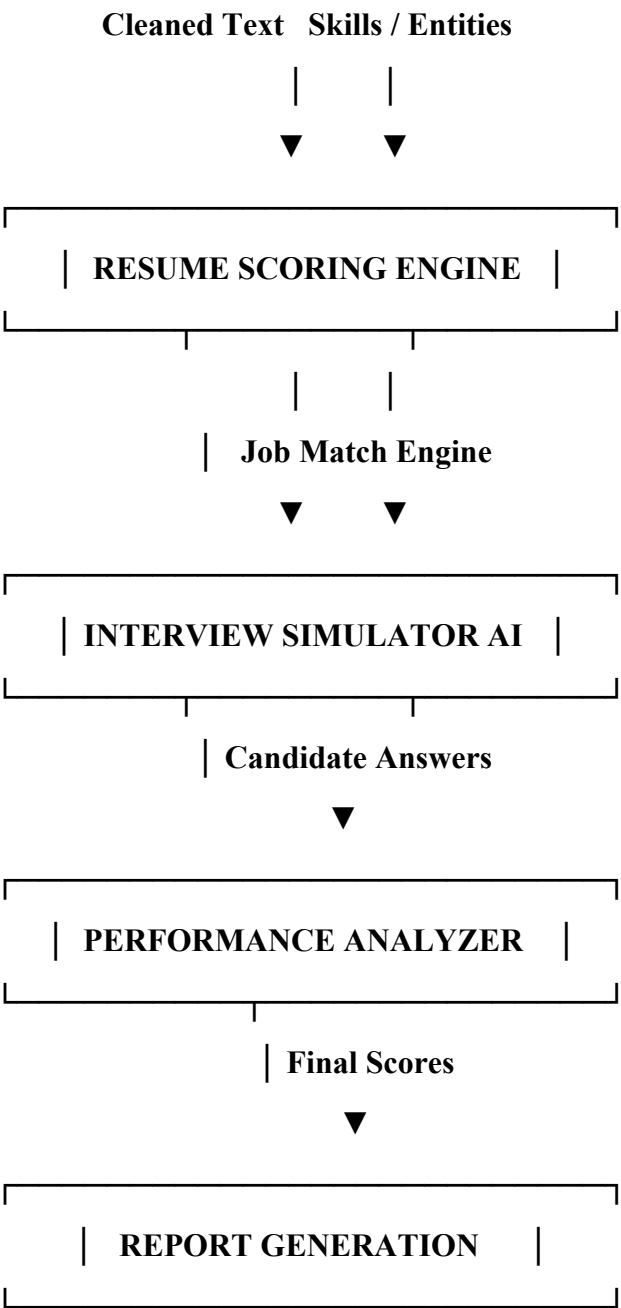 Cleaned Text Skills / Entities
RESUME SCORING ENGINE
Job Match Engine
INTERVIEW SIMULATOR AI
Candidate Answers
PERFORMANCE ANALYZER
Final Scores
REPORT GENERATION